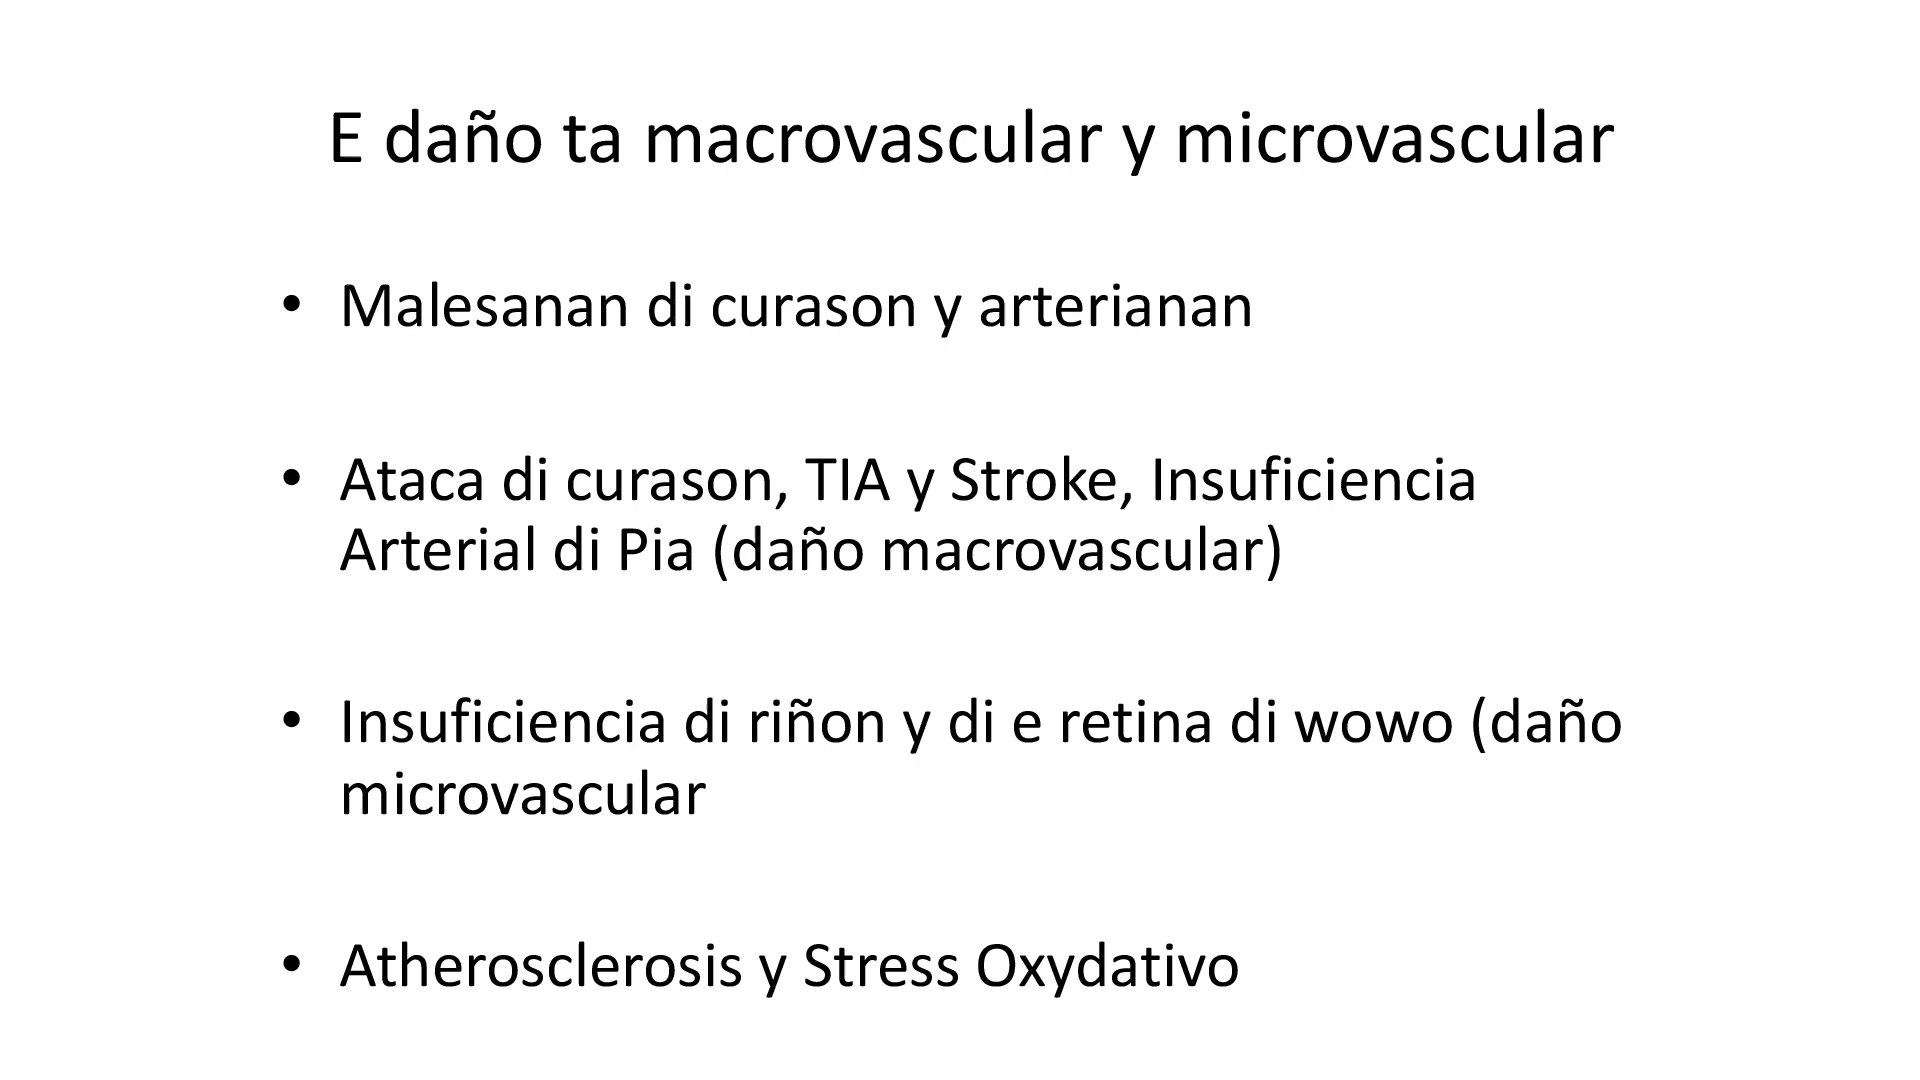 E daño ta macrovascular y microvascular
• Malesanan di curason y arterianan
• Ataca di curason, TIA y Stroke, Insuficiencia
Arterial di Pia (daño macrovascular)
• Insuficiencia di riñon y di e retina di wowo (daño
microvascular
• Atherosclerosis y Stress Oxydativo